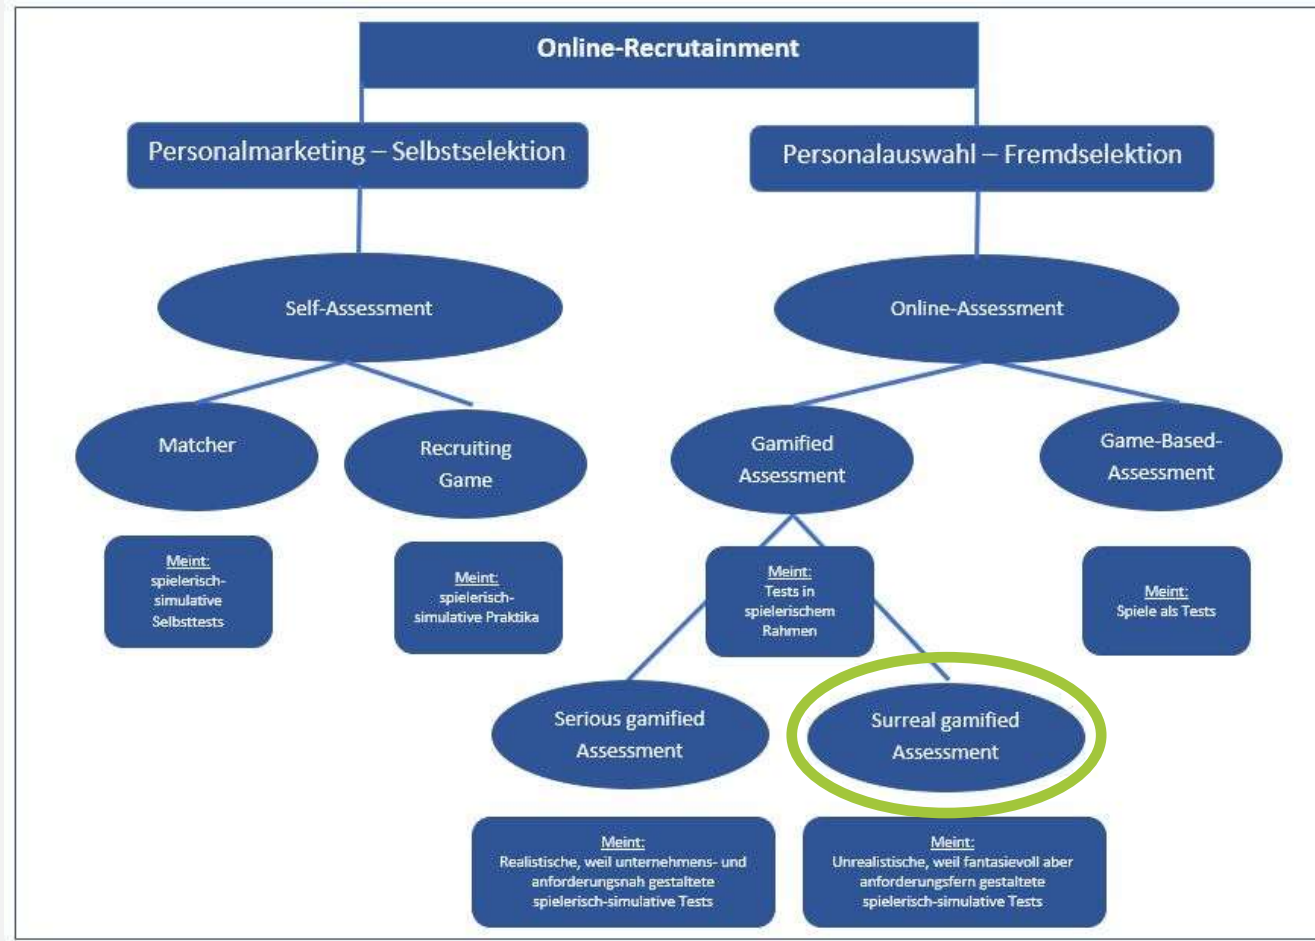 Online-Recrutainment
Personalmarketing – Selbstselektion
Personalauswahl – Fremdselektion
Self-Assessment
Online-Assessment
Matcher
Recruiting
Game
Gamified
Assessment
Game-Based-
Assessment
Meint:
spielerisch-
simulative
Selbsttests
Meint:
spielerisch-
simulative Praktika
Meint:
Tests in
spielerischem
Rahmen
Meint:
Spiele als Tests
Serious gamified
Assessment
Surreal gamified
Assessment
Meint:
Realistische, weil unternehmens- und
anforderungsnah gestaltete
spielerisch-simulative Tests
Meint:
Unrealistische, weil fantasievoll aber
anforderungsfern gestaltete
spielerisch-simulative Tests